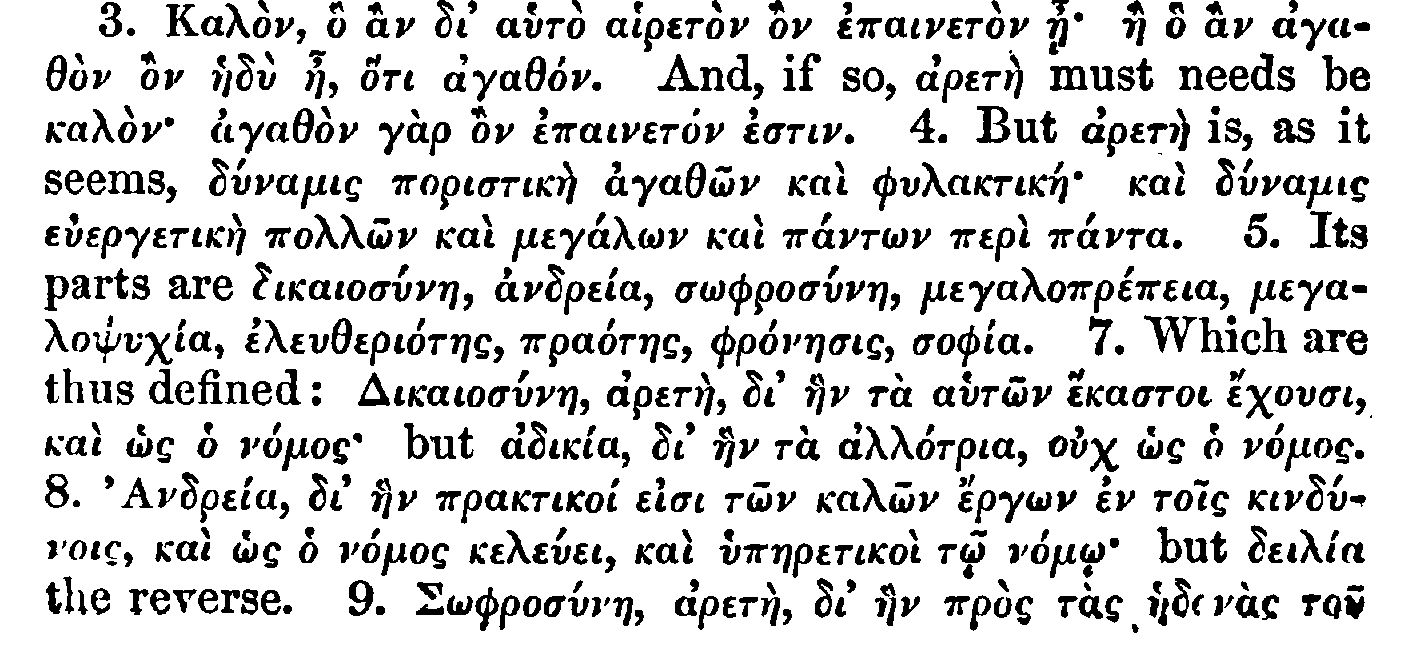 3. Καλὸν, ὃ ἂν δι’ αὑτὸ αἱρετὸν ὂν ἐπαινετὸν ᾖ· ἢ ὃ ἂν ἀγα-
θὸν ὂν ἡδὺ ᾖ, ὅτι ἀγαθόν. And, if so, ἀρετὴ must needs be
καλὸν· ἀγαθὸν γὰρ ὂν ἐπαινετόν ἐστιν. 4. But ἀρετὴ is, as it
seems, δύναμις ποριστικὴ ἀγαθῶν καὶ φυλακτική· καὶ δύναμις
εὐεργετικὴ πολλῶν καὶ μεγάλων καὶ πάντων περὶ πάντα. 5. Its
parts are δικαιοσύνη, ἀνδρεία, σωφροσύνη, μεγαλοπρέπεια, μεγα-
λοψυχία, ἐλευθεριότης, πραότης, φρόνησις, σοφία. 7. Which are
thus defined: Δικαιοσύνη, ἀρετὴ, δι’ ἣν τὰ αὑτῶν ἕκαστοι ἔχουσι,
καὶ ὡς ὁ νόμος· but ἀδικία, δι’ ἣν τὰ ἀλλότρια, οὐχ ὡς ὁ νόμος.
8. ’Ανδρεία, δι’ ἣν πρακτικοί εἰσι τῶν καλῶν ἔργων ἐν τοῖς κινδύ-
νοις, καὶ ὡς ὁ νόμος κελεύει, καὶ ὑπηρετικοὶ τῷ νόμῳ· but δειλία
the reverse. 9. Σωφροσύνη, ἀρετὴ, δι’ ἣν πρὸς τὰς ἡδονὰς τοῦ